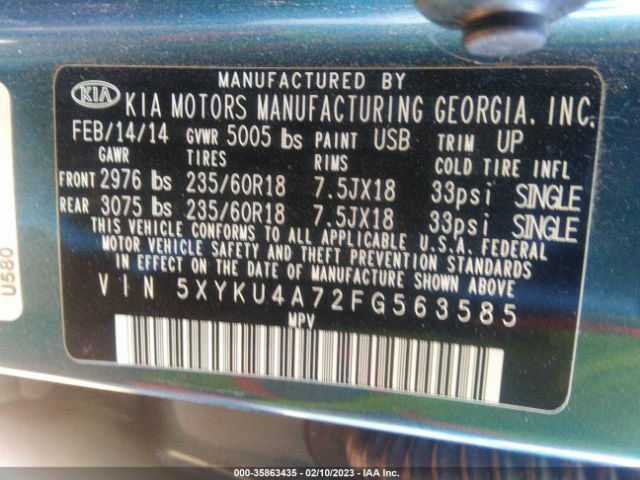 MANUFACTURED BY
KIA KIA MOTORS MANUFACTURING GEORGIA, INC.
FEB/14/14 GVWR 5005 lbs PAINT USB TRIM UP
GAWR TIRES RIMS COLD TIRE INFL
FRONT 2976 lbs 235/60R18 7.5JX18 33psi SINGLE
REAR 3075 lbs 235/60R18 7.5JX18 33psi SINGLE
THIS VEHICLE CONFORMS TO ALL APPLICABLE U.S.A. FEDERAL
MOTOR VEHICLE SAFETY AND THEFT PREVENTION STANDARDS
IN EFFECT ON THE DATE OF MANUFACTURE SHOWN ABOVE
VIN 5XYKU4A72FG563585
MPV
U580
000-35863435 | 02/10/2023 | IAA Inc.